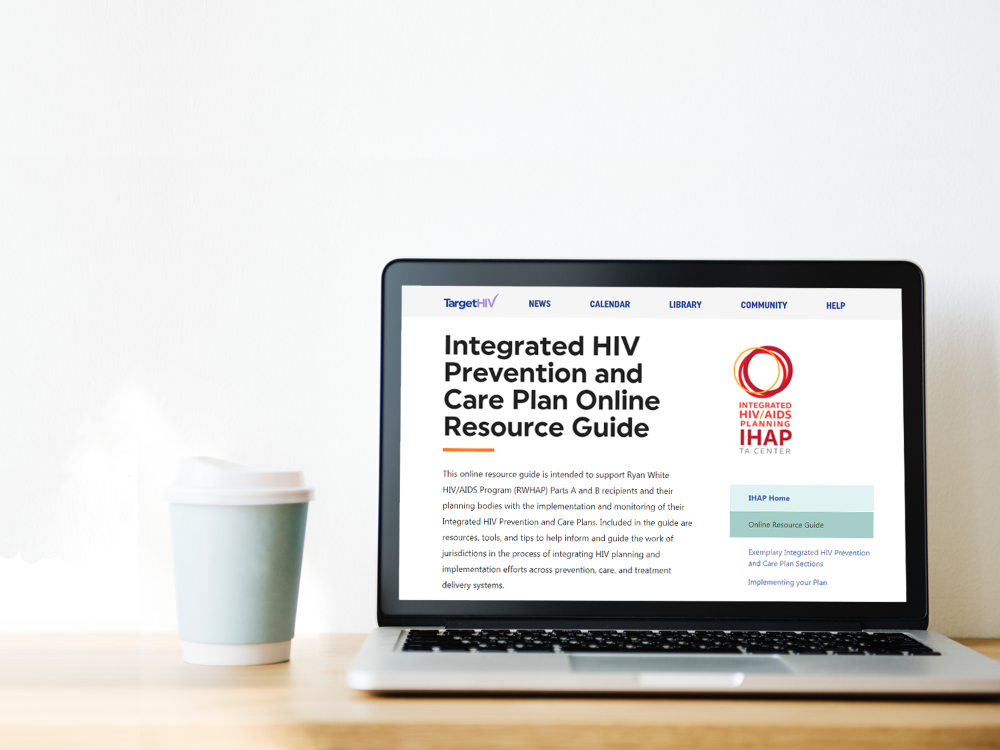 TargetHIV NEWS CALENDAR LIBRARY COMMUNITY HELP
Integrated HIV
Prevention and
Care Plan Online
Resource Guide
This online resource guide is intended to support Ryan White
HIV/AIDS Program (RWHAP) Parts A and B recipients and their
planning bodies with the implementation and monitoring of their
Integrated HIV Prevention and Care Plans. Included in the guide are
resources, tools, and tips to help inform and guide the work of
jurisdictions in the process of integrating HIV planning and
implementation efforts across prevention, care, and treatment
delivery systems.
INTEGRATED
HIV/AIDS
PLANNING
IHAP
TA CENTER
IHAP Home
Online Resource Guide
Exemplary Integrated HIV Prevention
and Care Plan Sections
Implementing your Plan